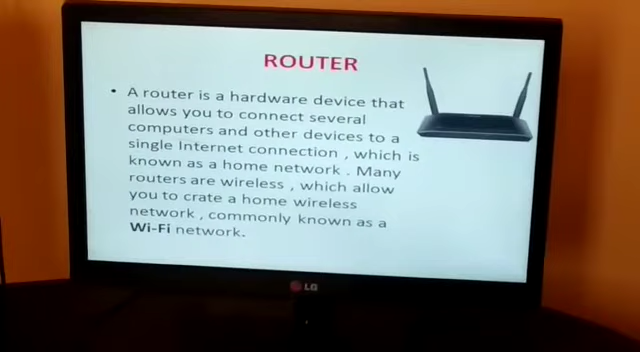 ROUTER
• A router is a hardware device that
allows you to connect several
computers and other devices to a
single Internet connection , which is
known as a home network . Many
routers are wireless , which allow
you to crate a home wireless
network , commonly known as a
Wi-Fi network.
LG